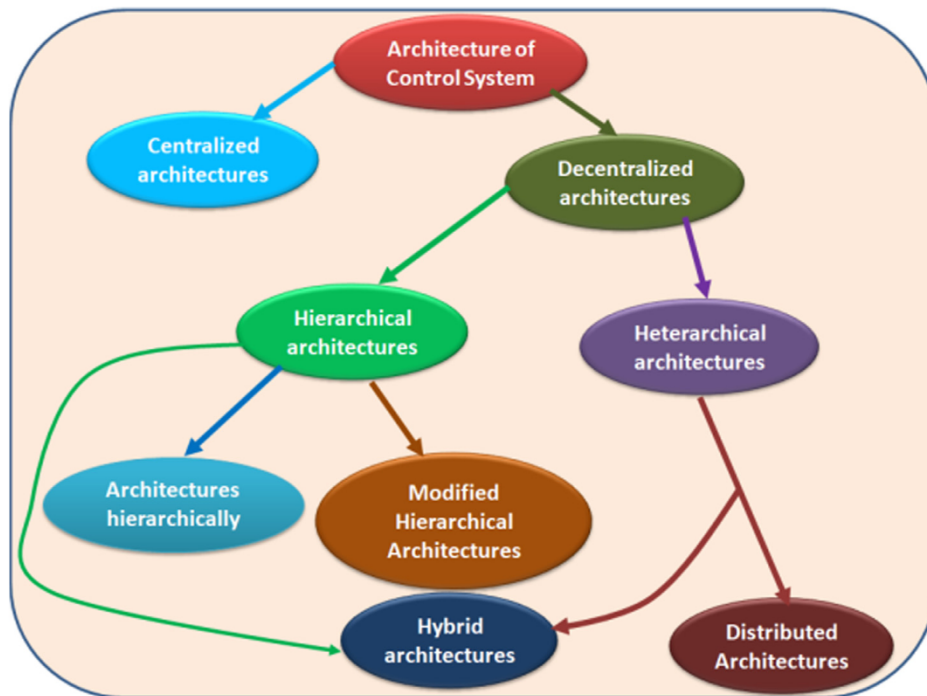 Architecture of
Control System
Centralized
architectures
Decentralized
architectures
Hierarchical
architectures
Heterarchical
architectures
Architectures
hierarchically
Modified
Hierarchical
Architectures
Hybrid
architectures
Distributed
Architectures